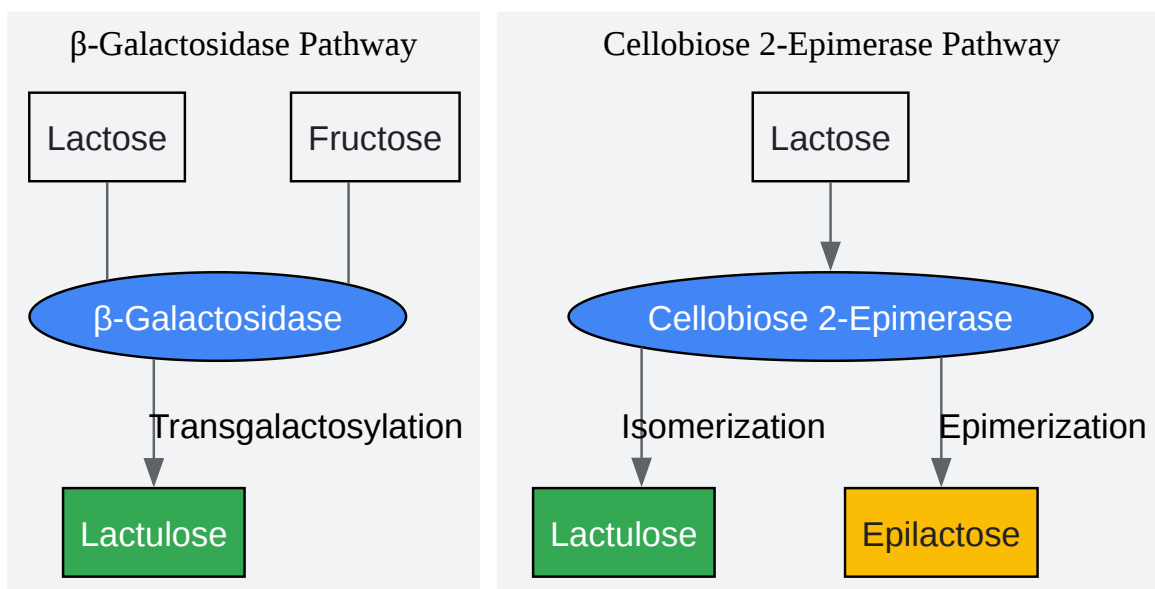 β-Galactosidase Pathway
Lactose
Fructose
β-Galactosidase
Transgalactosylation
Lactulose
Cellobiose 2-Epimerase Pathway
Lactose
Cellobiose 2-Epimerase
Isomerization
Epimerization
Lactulose
Epilactose